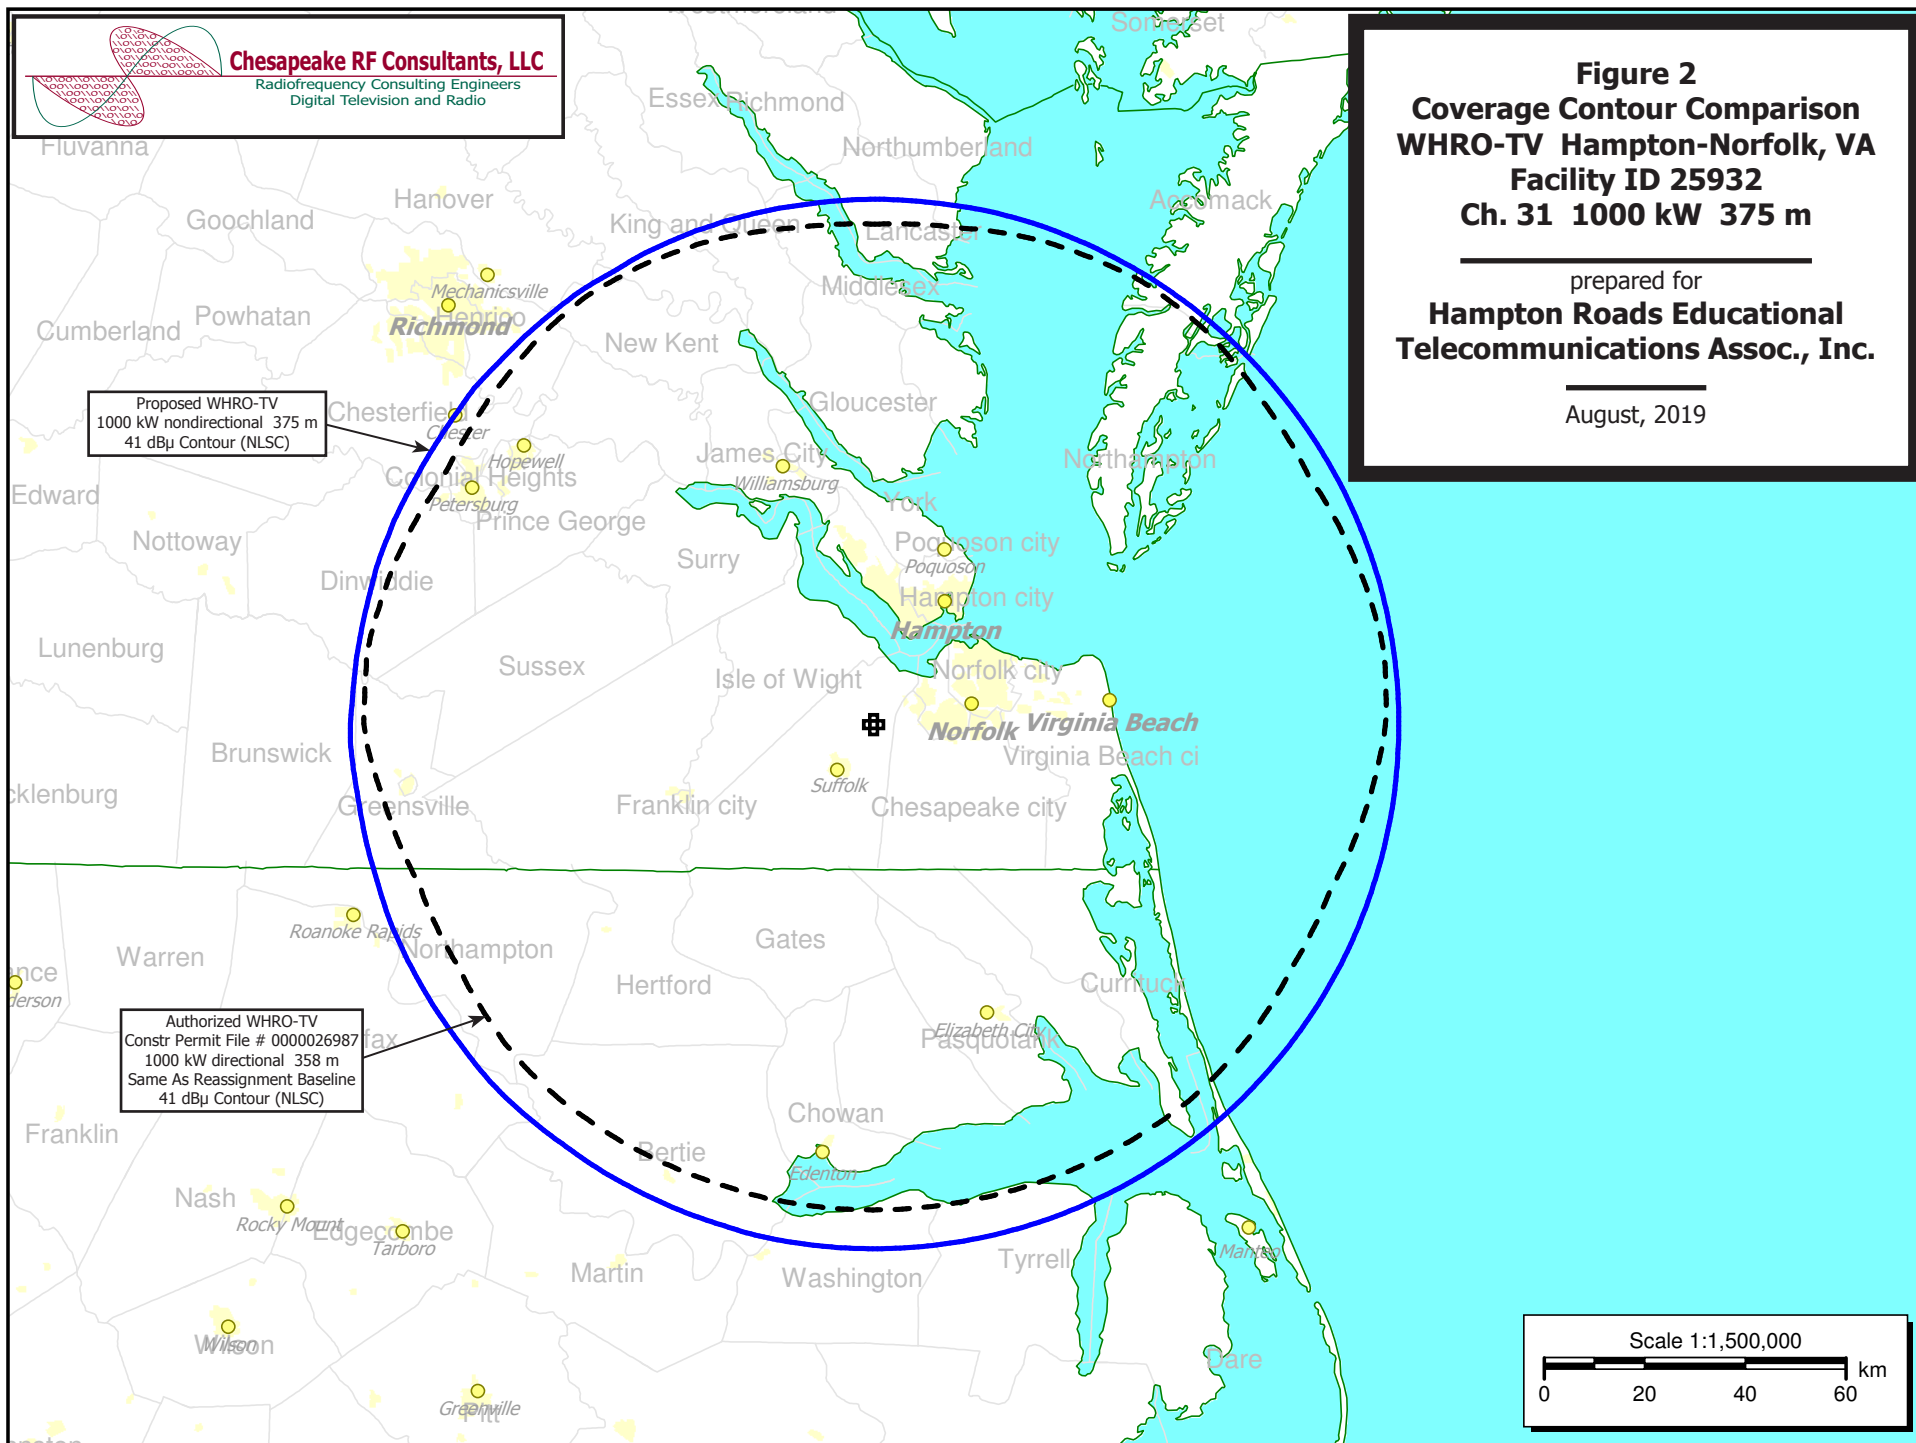 Westmoreland
Somerset
Chesapeake RF Consultants, LLC
Radiofrequency Consulting Engineers
Digital Television and Radio
Figure 2
Coverage Contour Comparison
WHRO-TV Hampton-Norfolk, VA
Facility ID 25932
Ch. 31 1000 kW 375 m
prepared for
Hampton Roads Educational
Telecommunications Assoc., Inc.
August, 2019
Essex
Richmond
Fluvanna
Northumberland
Hanover
Accomack
Goochland
King and Queen
Lancaster
Mechanicsville
Middlesex
Powhatan
Henrico
Richmond
Cumberland
New Kent
Proposed WHRO-TV
1000 kW nondirectional 375 m
41 dBµ Contour (NLSC)
Chesterfield
Chester
Gloucester
James City
Northampton
Hopewell
Colonial Heights
Williamsburg
Edward
Petersburg
York
Prince George
Nottoway
Surry
Poquoson city
Poquoson
Dinwiddie
Hampton city
Hampton
Lunenburg
Sussex
Isle of Wight
Norfolk city
Norfolk
Virginia Beach
Brunswick
Virginia Beach ci
Suffolk
cklenburg
Greensville
Franklin city
Chesapeake city
Roanoke Rapids
Warren
Northampton
Gates
ance
derson
Hertford
Currituck
Elizabeth City
Pasquotank
Authorized WHRO-TV
Constr Permit File # 0000026987
1000 kW directional 358 m
Same As Reassignment Baseline
41 dBµ Contour (NLSC)
fax
Chowan
Franklin
Bertie
Edenton
Nash
Rocky Mount
Edgecombe
Tarboro
Manteo
Tyrrell
Martin
Washington
Wilson
Wilson
Dare
Scale 1:1,500,000
km
0 20 40 60
Greenville
Pitt